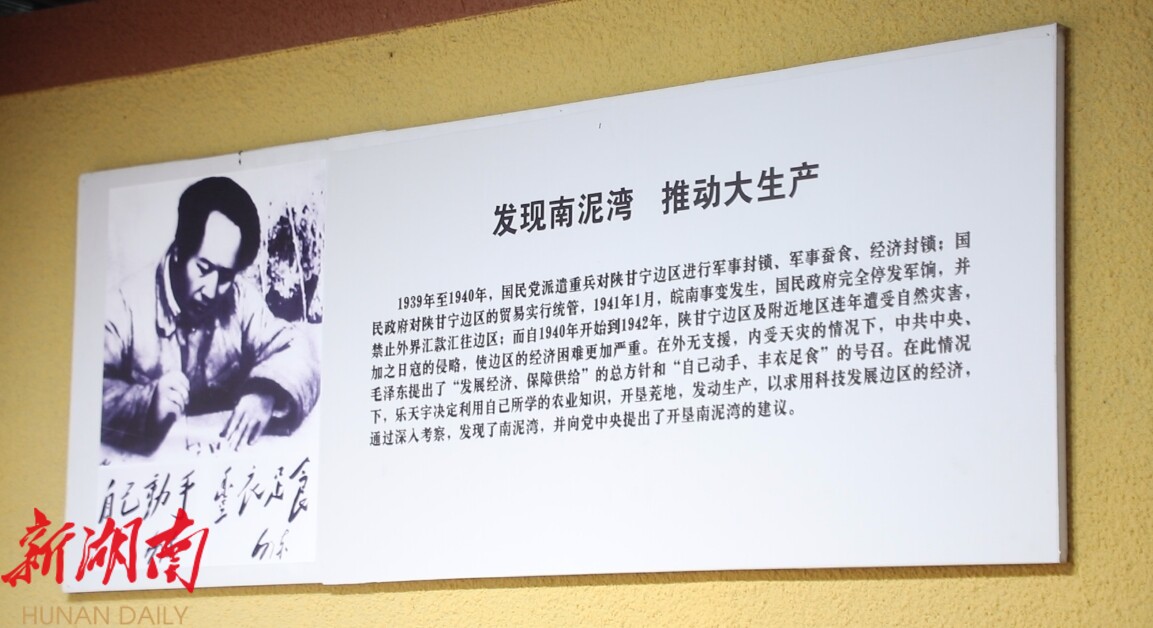 发现南泥湾 推动大生产
1939年至1940年，国民党派遣重兵对陕甘宁边区进行军事封锁、军事蚕食、经济封锁；国
民政府对陕甘宁边区的贸易实行统管，1941年1月，皖南事变发生，国民政府完全停发军饷，并
禁止外界汇款汇往边区；而自1940年开始到1942年，陕甘宁边区及附近地区连年遭受自然灾害，
加之日寇的侵略，使边区的经济困难更加严重。在外无支援，内受天灾的情况下，中共中央、
毛泽东提出了“发展经济、保障供给”的总方针和“自己动手、丰衣足食”的号召。在此情况
下，乐天宇决定利用自己所学的农业知识，开垦荒地，发动生产，以求用科技发展边区的经济，
通过深入考察，发现了南泥湾，并向党中央提出了开垦南泥湾的建议。
自己動手 豐衣足食
新湖南
HUNAN DAILY